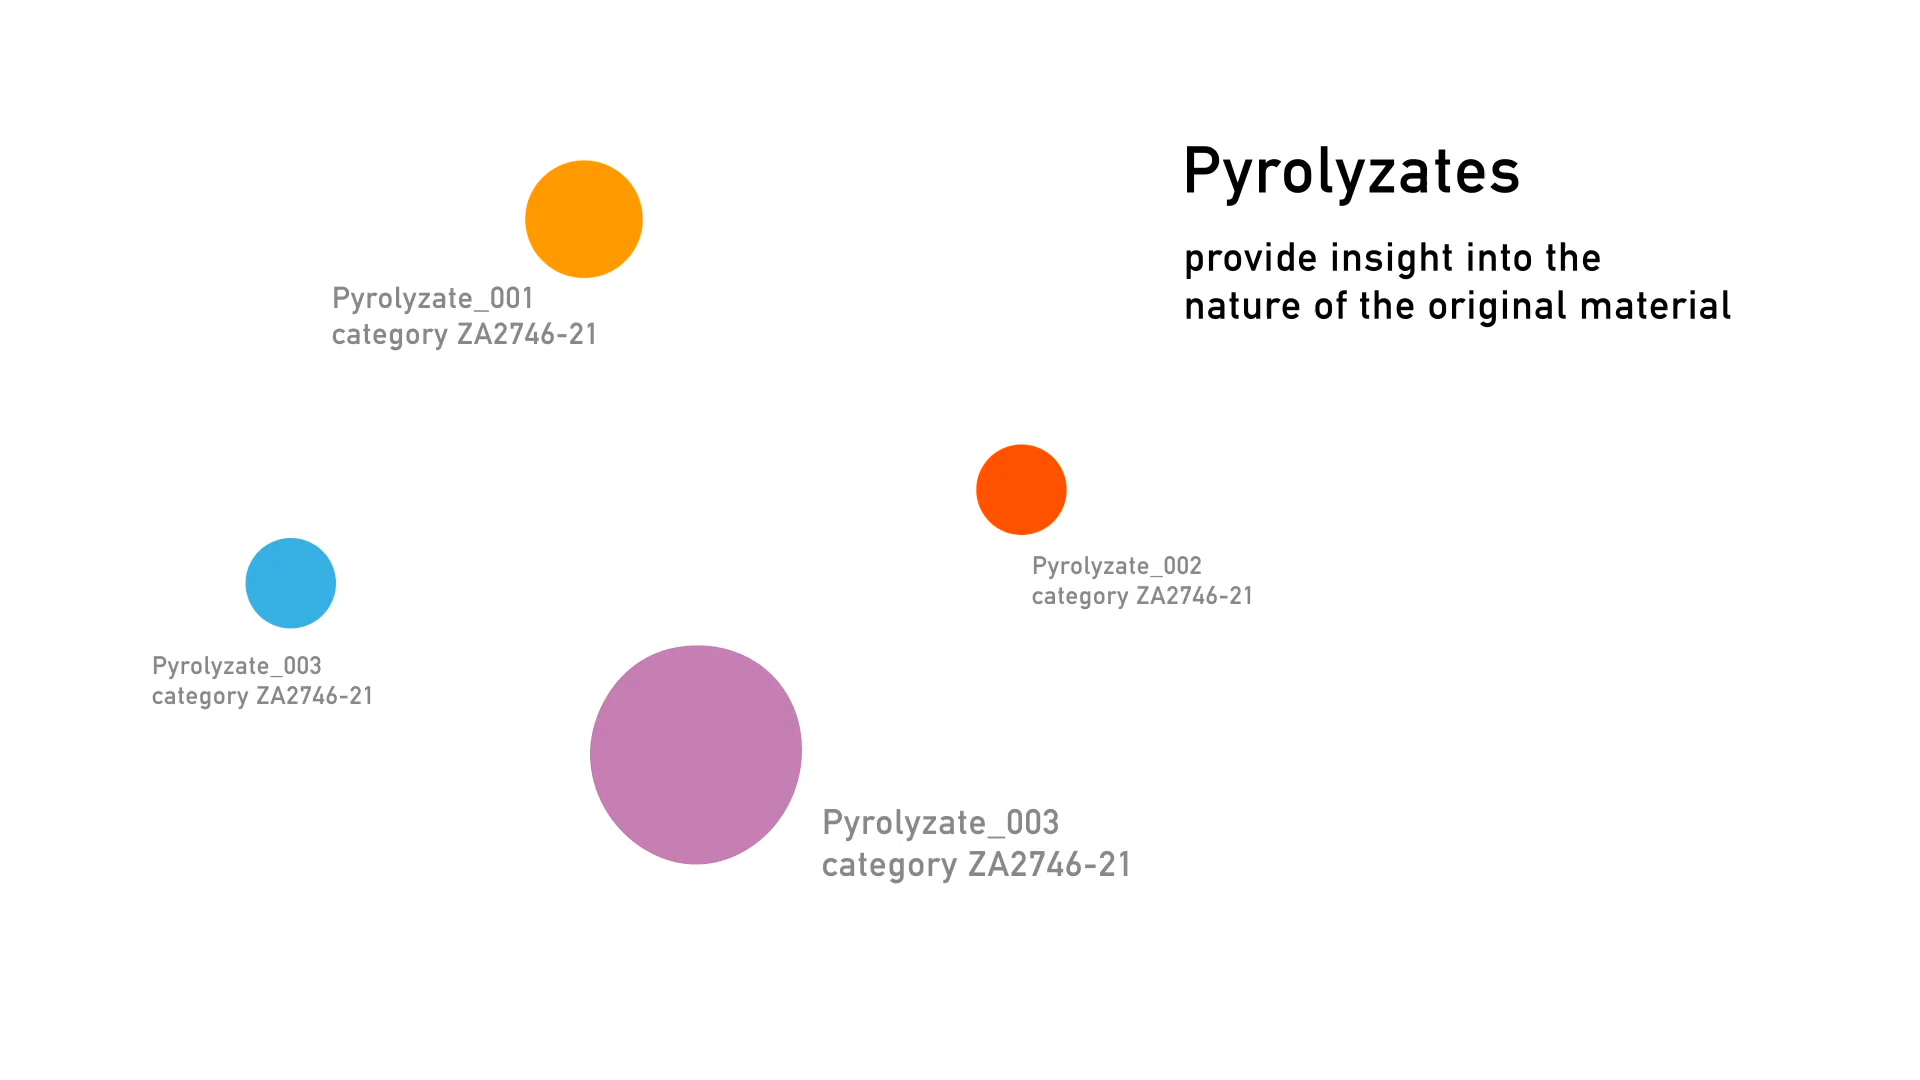 Pyrolyzates
provide insight into the
nature of the original material
Pyrolyzate_001
category ZA2746-21
Pyrolyzate_002
category ZA2746-21
Pyrolyzate_003
category ZA2746-21
Pyrolyzate_003
category ZA2746-21